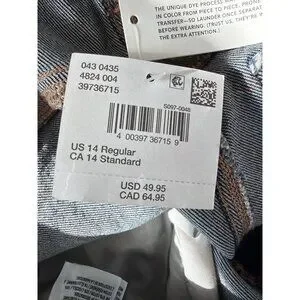 THE UNIQUE DYE PROCESS
IN COLOR FROM PIECE TO PIECE, PROMOT
TRANSFER—SO LAUNDER ONCE SEPARAT
BEFORE WEARING. (TRUST US, THEY'RE
THE EXTRA ATTENTION.)
043 0435
4824 004
39736715
S097-0048
4 00397 36715 9
US 14 Regular
CA 14 Standard
USD 49.95
CAD 64.95